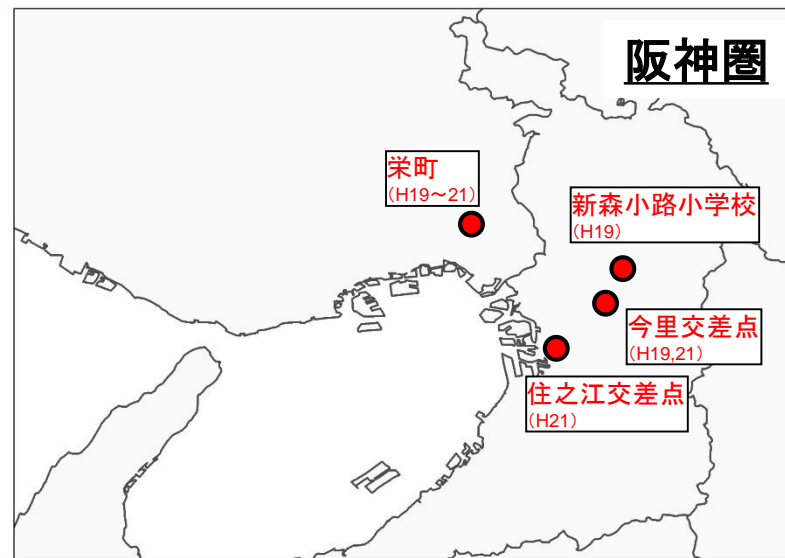 阪神圏
栄町
(H19～21)
新森小路小学校
(H19)
今里交差点
(H19,21)
住之江交差点
(H21)